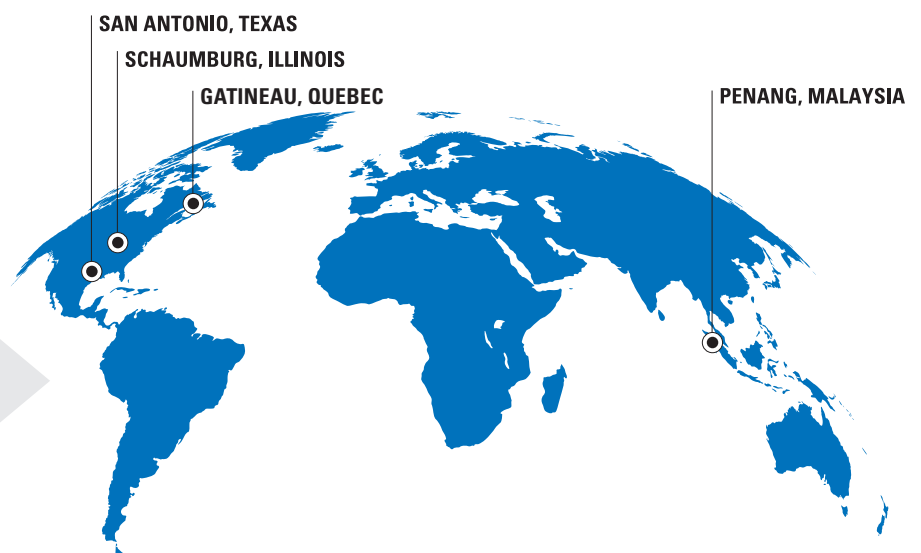 SAN ANTONIO, TEXAS
SCHAUMBURG, ILLINOIS
GATINEAU, QUEBEC
PENANG, MALAYSIA